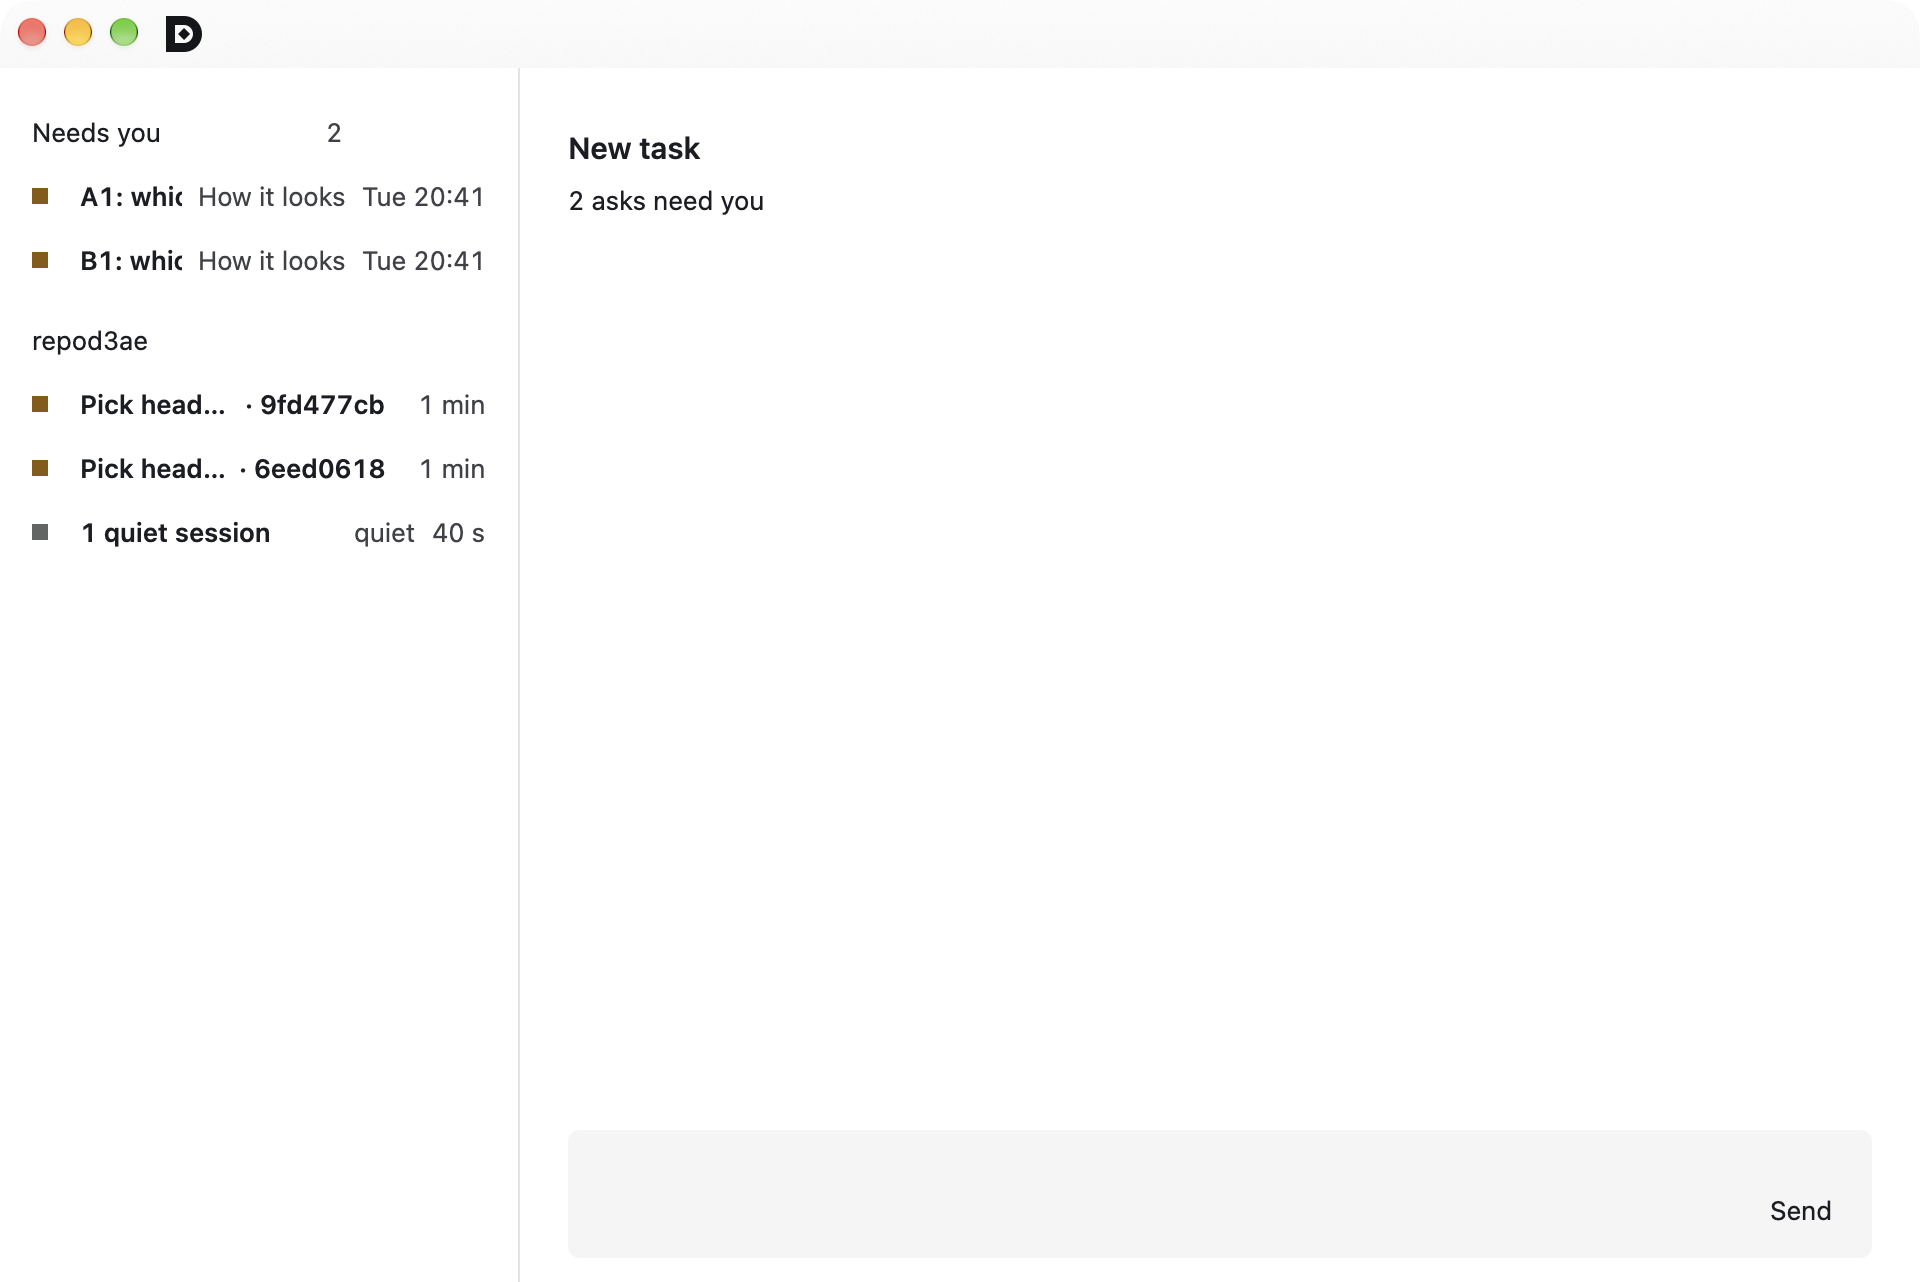 Needs you 2
A1: whic How it looks Tue 20:41
B1: whic How it looks Tue 20:41
repod3ae
Pick head... · 9fd477cb 1 min
Pick head... · 6eed0618 1 min
1 quiet session quiet 40 s
New task
2 asks need you
Send